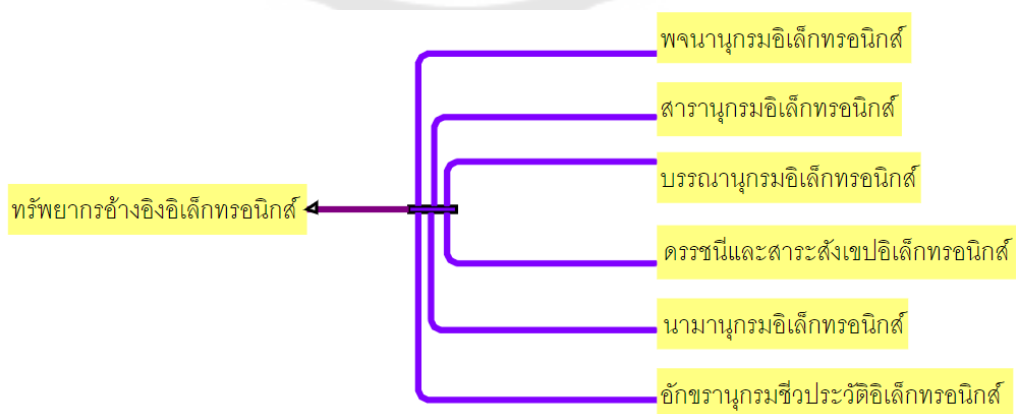 พจนานุกรมอิเล็กทรอนิกส์
สารานุกรมอิเล็กทรอนิกส์
บรรณานุกรมอิเล็กทรอนิกส์
ทรัพยากรอ้างอิงอิเล็กทรอนิกส์
ดรรชนีและสาระสังเขปอิเล็กทรอนิกส์
นามานุกรมอิเล็กทรอนิกส์
อักขรานุกรมชีวประวัติอิเล็กทรอนิกส์